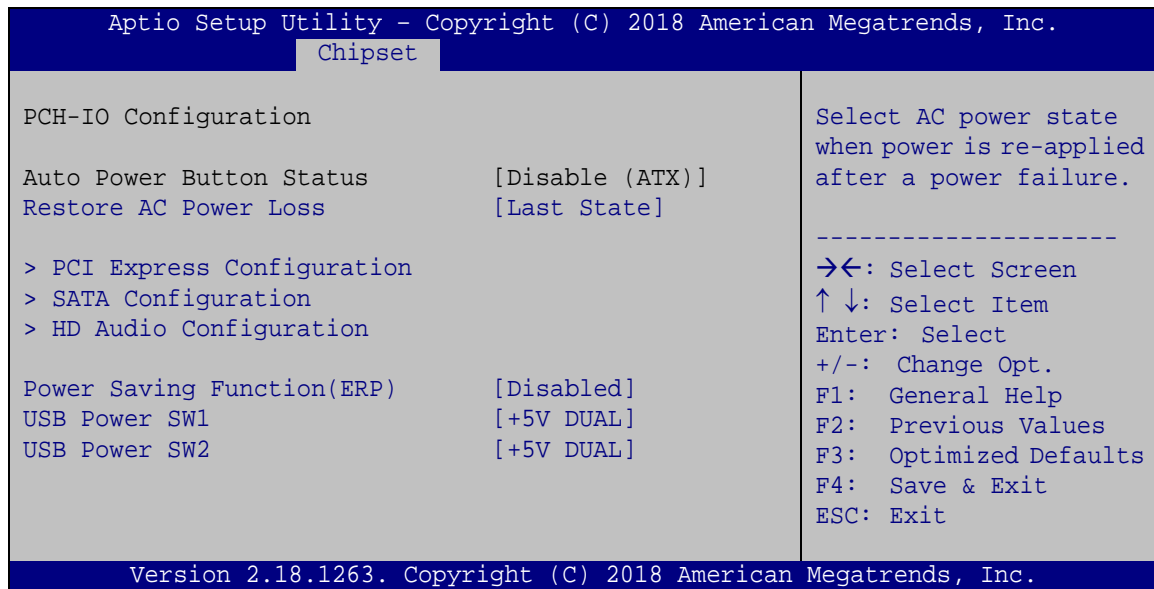 Aptio Setup Utility – Copyright (C) 2018 American Megatrends, Inc.
Chipset
PCH-IO Configuration
Auto Power Button Status [Disable (ATX)]
Restore AC Power Loss [Last State]
> PCI Express Configuration
> SATA Configuration
> HD Audio Configuration
Power Saving Function(ERP) [Disabled]
USB Power SW1 [+5V DUAL]
USB Power SW2 [+5V DUAL]
Select AC power state
when power is re-applied
after a power failure.
---------------------
→←: Select Screen
↑ ↓: Select Item
Enter: Select
+/-: Change Opt.
F1: General Help
F2: Previous Values
F3: Optimized Defaults
F4: Save & Exit
ESC: Exit
Version 2.18.1263. Copyright (C) 2018 American Megatrends, Inc.